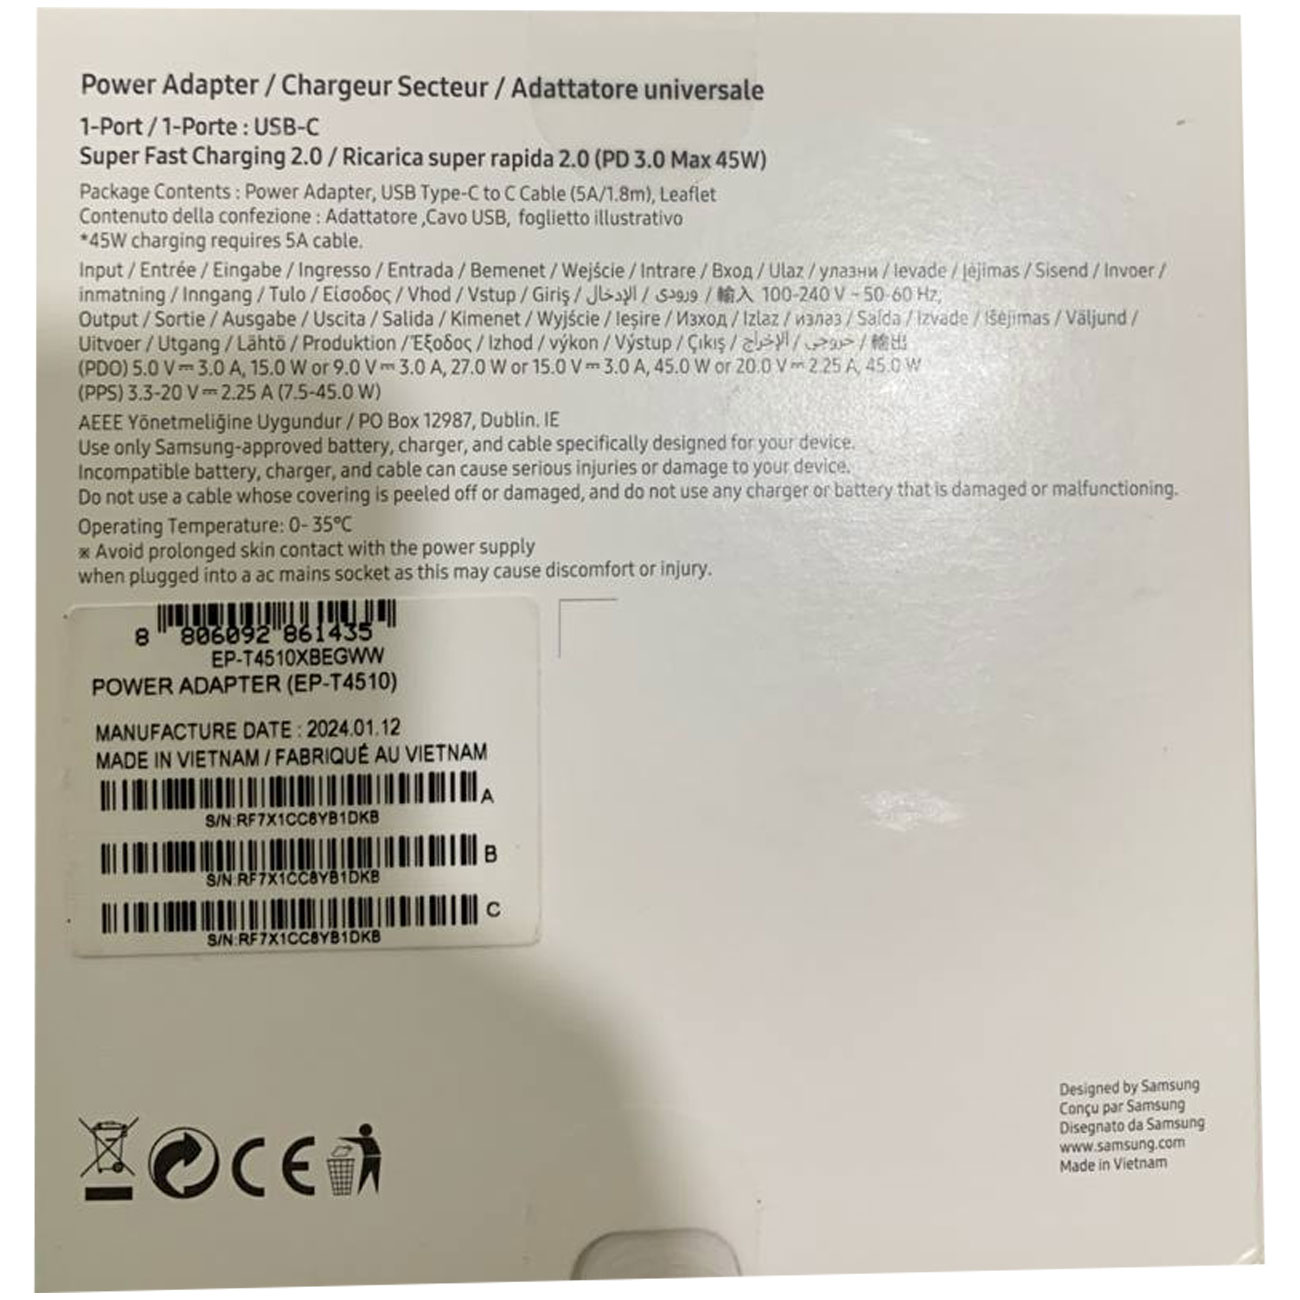 Power Adapter / Chargeur Secteur / Adattatore universale
1-Port / 1-Porte : USB-C
Super Fast Charging 2.0 / Ricarica super rapida 2.0 (PD 3.0 Max 45W)
Package Contents : Power Adapter, USB Type-C to C Cable (5A/1.8m), Leaflet
Contenuto della confezione : Adattatore ,Cavo USB, foglietto illustrativo
*45W charging requires 5A cable.
Input / Entrée / Eingabe / Ingresso / Entrada / Bemenet / Wejście / Intrare / Вход / Ulaz / улазни / Ievade / Įėjimas / Sisend / Invoer /
inmatning / Inngang / Tulo / Είσοδος / Vhod / Vstup / Giriş / الإدخال / ورودی / 輸入 100-240 V ~ 50-60 Hz,
Output / Sortie / Ausgabe / Uscita / Salida / Kimenet / Wyjście / Ieșire / Изход / Izlaz / излаз / Saída / Izvade / Išėjimas / Väljund /
Uitvoer / Utgang / Lähtö / Produktion / Έξοδος / Izhod / výkon / Výstup / Çıkış / الإخراج / خروجی / 輸出
(PDO) 5.0 V⎓ 3.0 A, 15.0 W or 9.0 V⎓ 3.0 A, 27.0 W or 15.0 V⎓ 3.0 A, 45.0 W or 20.0 V⎓ 2.25 A, 45.0 W
(PPS) 3.3-20 V⎓ 2.25 A (7.5-45.0 W)
AEEE Yönetmeliğine Uygundur / PO Box 12987, Dublin. IE
Use only Samsung-approved battery, charger, and cable specifically designed for your device.
Incompatible battery, charger, and cable can cause serious injuries or damage to your device.
Do not use a cable whose covering is peeled off or damaged, and do not use any charger or battery that is damaged or malfunctioning.
Operating Temperature: 0- 35°C
※ Avoid prolonged skin contact with the power supply
when plugged into a ac mains socket as this may cause discomfort or injury.
8 806092 861435
EP-T4510XBEGWW
POWER ADAPTER (EP-T4510)
MANUFACTURE DATE : 2024.01.12
MADE IN VIETNAM / FABRIQUÉ AU VIETNAM
A
S/N:RF7X1CC8YB1DKB
B
S/N:RF7X1CC8YB1DKB
C
S/N:RF7X1CC8YB1DKB
CE
Designed by Samsung
Conçu par Samsung
Disegnato da Samsung
www.samsung.com
Made in Vietnam